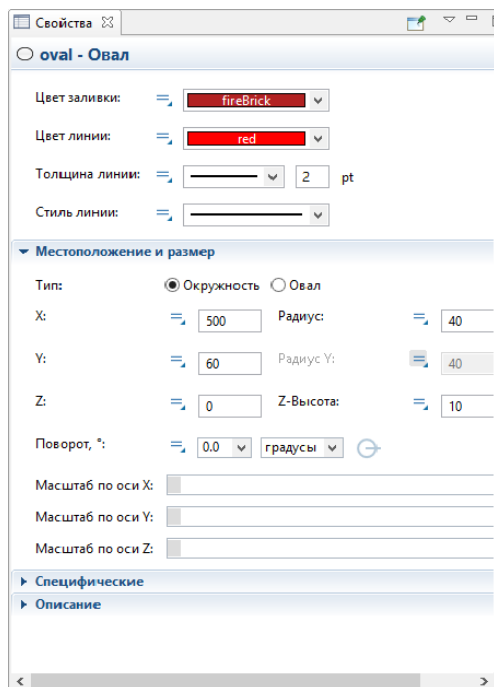 Свойства
oval - Овал
Цвет заливки: fireBrick
Цвет линии: red
Толщина линии: 2 pt
Стиль линии:
Местоположение и размер
Тип: Окружность Овал
X: 500 Радиус: 40
Y: 60 Радиус Y: 40
Z: 0 Z-Высота: 10
Поворот, °: 0.0 градусы
Масштаб по оси X:
Масштаб по оси Y:
Масштаб по оси Z:
Специфические
Описание